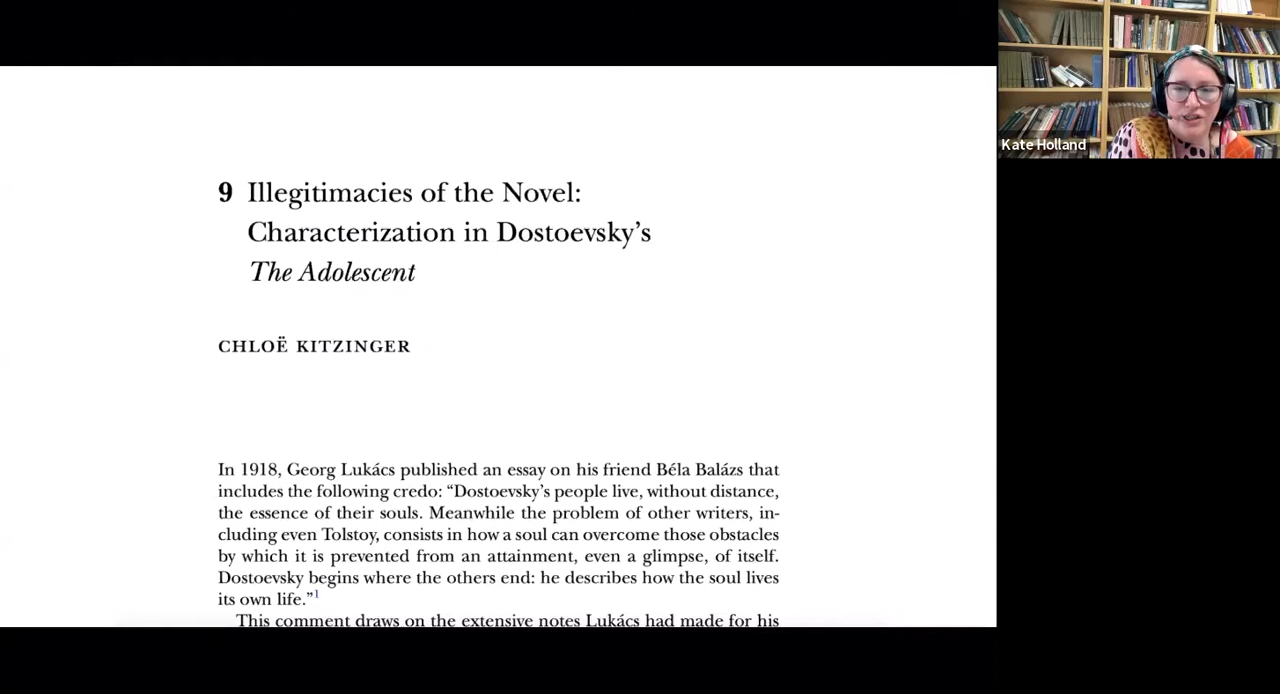 9 Illegitimacies of the Novel:
Characterization in Dostoevsky’s
The Adolescent
CHLOË KITZINGER
In 1918, Georg Lukács published an essay on his friend Béla Balázs that
includes the following credo: “Dostoevsky’s people live, without distance,
the essence of their souls. Meanwhile the problem of other writers, in-
cluding even Tolstoy, consists in how a soul can overcome those obstacles
by which it is prevented from an attainment, even a glimpse, of itself.
Dostoevsky begins where the others end: he describes how the soul lives
its own life.”1
This comment draws on the extensive notes Lukács had made for his
Kate Holland